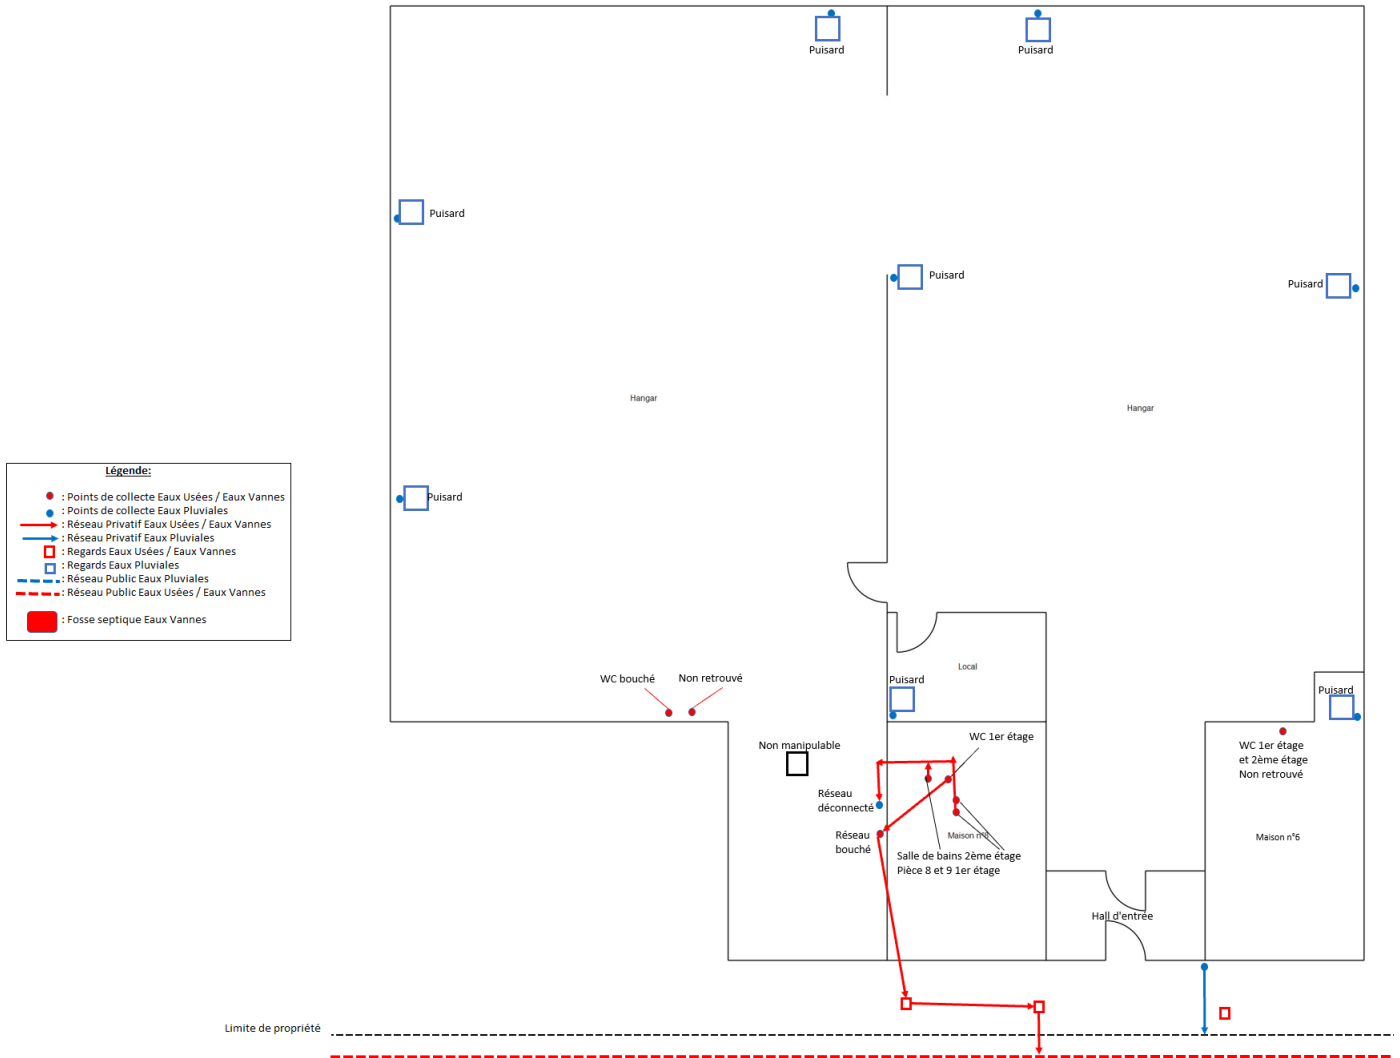 Puisard
Puisard
Puisard
Puisard
Puisard
Hangar
Hangar
Légende:
: Points de collecte Eaux Usées / Eaux Vannes
: Points de collecte Eaux Pluviales
: Réseau Privatif Eaux Usées / Eaux Vannes
: Réseau Privatif Eaux Pluviales
: Regards Eaux Usées / Eaux Vannes
: Regards Eaux Pluviales
: Réseau Public Eaux Pluviales
: Réseau Public Eaux Usées / Eaux Vannes
: Fosse septique Eaux Vannes
Puisard
Local
WC bouché
Non retrouvé
Puisard
Puisard
WC 1er étage
Non manipulable
WC 1er étage
et 2ème étage
Non retrouvé
Réseau
déconnecté
Réseau
bouché
Maison
Maison n°6
Salle de bains 2ème étage
Pièce 8 et 9 1er étage
Hall d'entrée
Limite de propriété